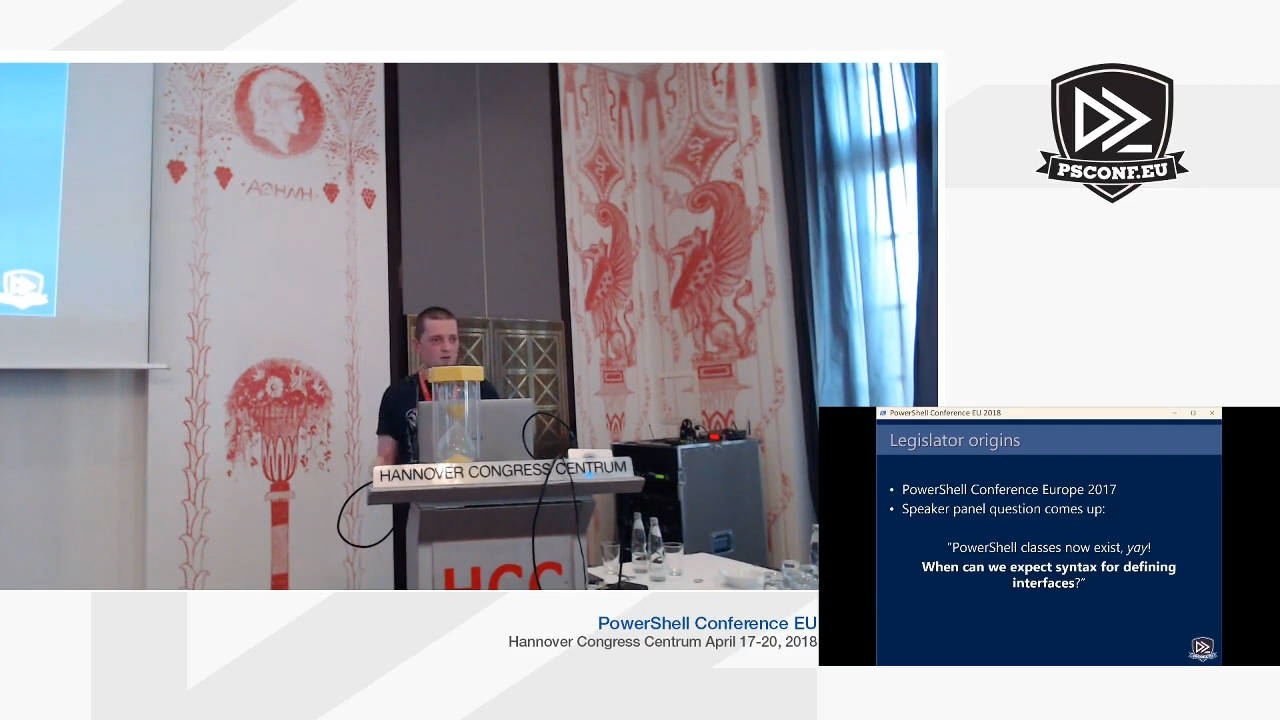 PSCONF.EU
ΑΘΗΝΗ
HANNOVER CONGRESS CENTRUM
HCC
PowerShell Conference EU
Hannover Congress Centrum April 17-20, 2018
PowerShell Conference EU 2018
Legislator origins
• PowerShell Conference Europe 2017
• Speaker panel question comes up:
"PowerShell classes now exist, yay!
When can we expect syntax for defining
interfaces?"